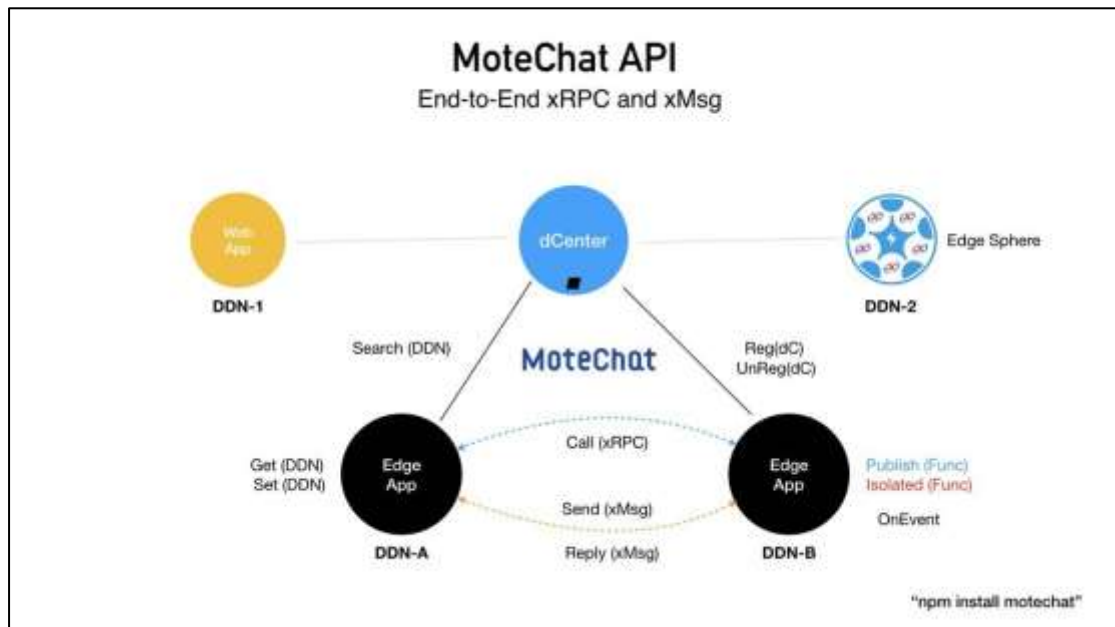 MoteChat API
End-to-End xRPC and xMsg
Web
App
DDN-1
dCenter
Edge Sphere
DDN-2
Search (DDN)
MoteChat
Reg(dC)
UnReg(dC)
Call (xRPC)
Get (DDN)
Set (DDN)
Edge
App
DDN-A
Send (xMsg)
Reply (xMsg)
Edge
App
DDN-B
Publish (Func)
Isolated (Func)
OnEvent
“npm install motechat”